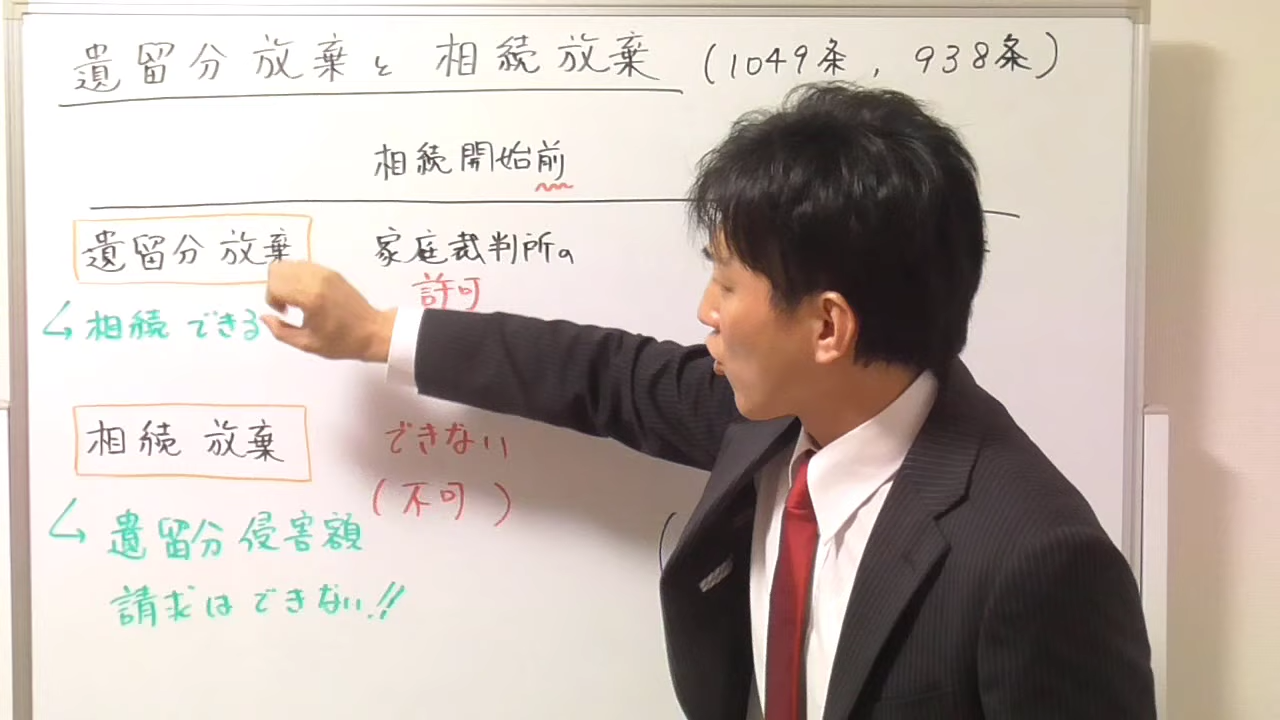 遺留分放棄と相続放棄 (1049条, 938条)
相続開始前
遺留分放棄 家庭裁判所の
許可
↳相続できる
相続放棄 できない
(不可)
↳遺留分侵害額
請求はできない!!